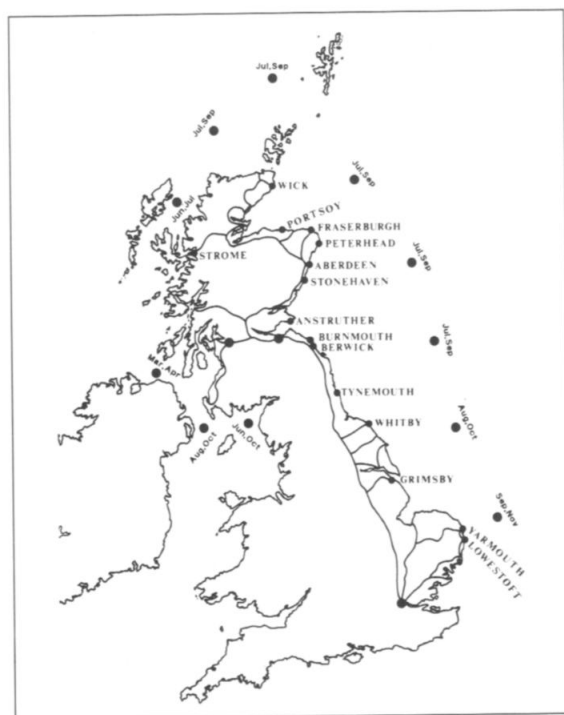 Jul,Sep
Jul,Sep
Jul,Sep
WICK
Jun,Jul
PORTSOY
FRASERBURGH
PETERHEAD
STROME
ABERDEEN
Jul,Sep
STONEHAVEN
ANSTRUTHER
BURNMOUTH
BERWICK
Jul,Sep
Mar,Apr
TYNEMOUTH
WHITBY
Aug,Oct
Jun,Oct
Aug,Oct
GRIMSBY
Sep,Nov
YARMOUTH
LOWESTOFT